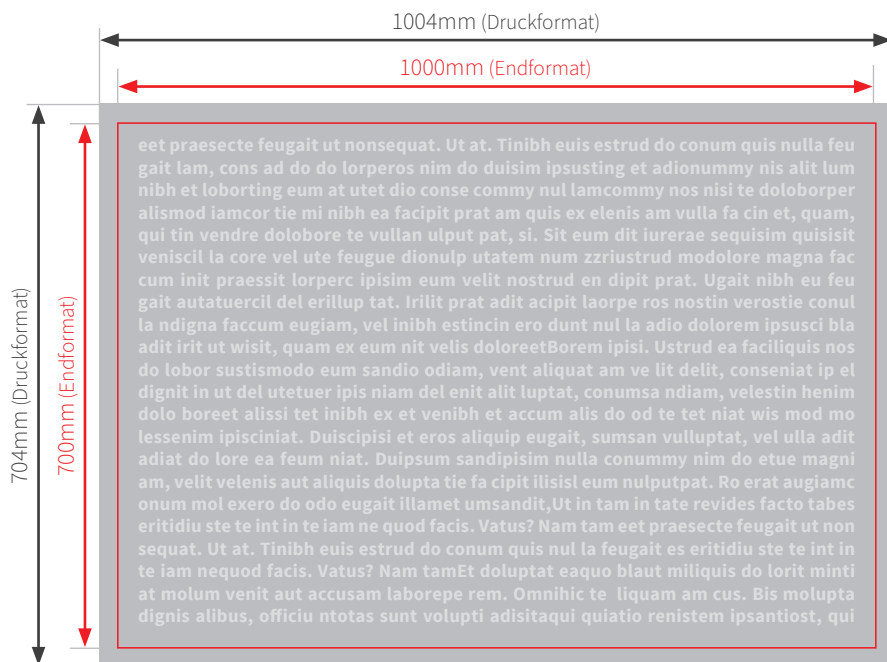 1004mm (Druckformat)
1000mm (Endformat)
704mm (Druckformat)
700mm (Endformat)
eet praesecte feugait ut nonsequat. Ut at. Tinibh euis estrud do conum quis nulla feu
gait lam, cons ad do do lorperos nim do duisim ipsusting et adionummy nis alit lum
nibh et loborting eum at utet dio conse commy nul lamcommy nos nisi te doloborper
alismod iamcor tie mi nibh ea facipit prat am quis ex elenis am vulla fa cin et, quam,
qui tin vendre dolobore te vullan ulput pat, si. Sit eum dit iurerae sequisim quisisit
veniscil la core vel ute feugue dionulp utatem num zzriustrud modolore magna fac
cum init praessit lorperc ipisim eum velit nostrud en dipit prat. Ugait nibh eu feu
gait autatuercil del erillup tat. Irilit prat adit acipit laorpe ros nostin verostie conul
la ndigna faccum eugiam, vel inibh estincin ero dunt nul la adio dolorem ipsusci bla
adit irit ut wisit, quam ex eum nit velis doloreetBorem ipisi. Ustrud ea faciliquis nos
do lobor sustismodo eum sandio odiam, vent aliquat am ve lit delit, conseniat ip el
dignit in ut del utetuer ipis niam del enit alit luptat, conumsa ndiam, velestin henim
dolo boreet alissi tet inibh ex et venibh et accum alis do od te tet niat wis mod mo
lessenim ipisciniat. Duiscipisi et eros aliquip eugait, sumsan vulluptat, vel ulla adit
adiat do lore ea feum niat. Duipsum sandipisim nulla conummy nim do etue magni
am, velit velenis aut aliquis dolupta tie fa cipit ilisisl eum nulputpat. Ro erat augiamc
onum mol exero do odo eugait illamet umsandit,Ut in tam in tate revides facto tabes
eritidiu ste te int in te iam ne quod facis. Vatus? Nam tam eet praesecte feugait ut non
sequat. Ut at. Tinibh euis estrud do conum quis nul la feugait es eritidiu ste te int in
te iam nequod facis. Vatus? Nam tamEt doluptat eaquo blaut miliquis do lorit minti
at molum venit aut accusam laborepe rem. Omnihic te liquam am cus. Bis molupta
dignis alibus, officiu ntotas sunt volupti adisitaqui quiatio renistem ipsantiost, qui